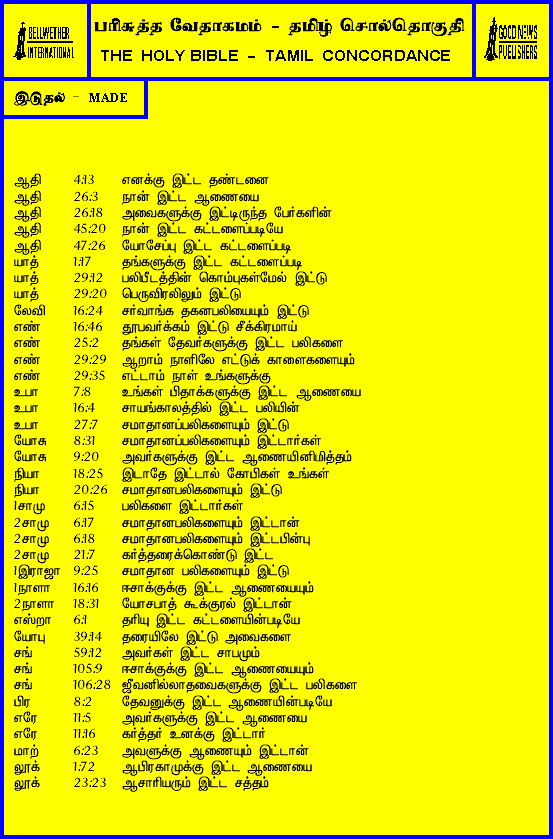 BELLWETHER INTERNATIONAL
பரிசுத்த வேதாகமம் - தமிழ் சொல்தொகுதி
THE HOLY BIBLE - TAMIL CONCORDANCE
GOOD NEWS PUBLISHERS
இடுதல் - MADE
ஆதி 4:13 எனக்கு இட்ட தண்டனை
ஆதி 26:3 நான் இட்ட ஆணையை
ஆதி 26:18 அவைகளுக்கு இட்டிருந்த பேர்களின்
ஆதி 45:20 நான் இட்ட கட்டளைப்படியே
ஆதி 47:26 யோசேப்பு இட்ட கட்டளைப்படி
யாத் 1:17 தங்களுக்கு இட்ட கட்டளைப்படி
யாத் 29:12 பலிபீடத்தின் கொம்புகள்மேல் இட்டு
யாத் 29:20 பெருவிரலிலும் இட்டு
லேவி 16:24 சர்வாங்க தகனபலியையும் இட்டு
எண் 16:46 தூபவர்க்கம் இட்டு சீக்கிரமாய்
எண் 25:2 தங்கள் தேவர்களுக்கு இட்ட பலிகளை
எண் 29:29 ஆறாம் நாளிலே எட்டுக் காளைகளையும்
எண் 29:35 எட்டாம் நாள் உங்களுக்கு
உபா 7:8 உங்கள் பிதாக்களுக்கு இட்ட ஆணையை
உபா 16:4 சாயங்காலத்தில் இட்ட பலியின்
உபா 27:7 சமாதானப்பலிகளையும் இட்டு
யோசு 8:31 சமாதானப்பலிகளையும் இட்டார்கள்
யோசு 9:20 அவர்களுக்கு இட்ட ஆணையினிமித்தம்
நியா 18:25 இடாதே இட்டால் கோபிகள் உங்கள்
நியா 20:26 சமாதானபலிகளையும் இட்டு
1சாமு 6:15 பலிகளை இட்டார்கள்
2சாமு 6:17 சமாதானபலிகளையும் இட்டான்
2சாமு 6:18 சமாதானபலிகளையும் இட்டபின்பு
2சாமு 21:7 கர்த்தரைக்கொண்டு இட்ட
1இராஜா 9:25 சமாதான பலிகளையும் இட்டு
1நாளா 16:16 ஈசாக்குக்கு இட்ட ஆணையையும்
2நாளா 18:31 யோசபாத் கூக்குரல் இட்டான்
எஸ்றா 6:1 தரியு இட்ட கட்டளையின்படியே
யோபு 39:14 தரையிலே இட்டு அவைகளை
சங் 59:12 அவர்கள் இட்ட சாபமும்
சங் 105:9 ஈசாக்குக்கு இட்ட ஆணையையும்
சங் 106:28 ஜீவனில்லாதவைகளுக்கு இட்ட பலிகளை
பிர 8:2 தேவனுக்கு இட்ட ஆணையின்படியே
எரே 11:5 அவர்களுக்கு இட்ட ஆணையை
எரே 11:16 கர்த்தர் உனக்கு இட்டார்
மாற் 6:23 அவளுக்கு ஆணையும் இட்டான்
லூக் 1:72 ஆபிரகாமுக்கு இட்ட ஆணையை
லூக் 23:23 ஆசாரியரும் இட்ட சத்தம்